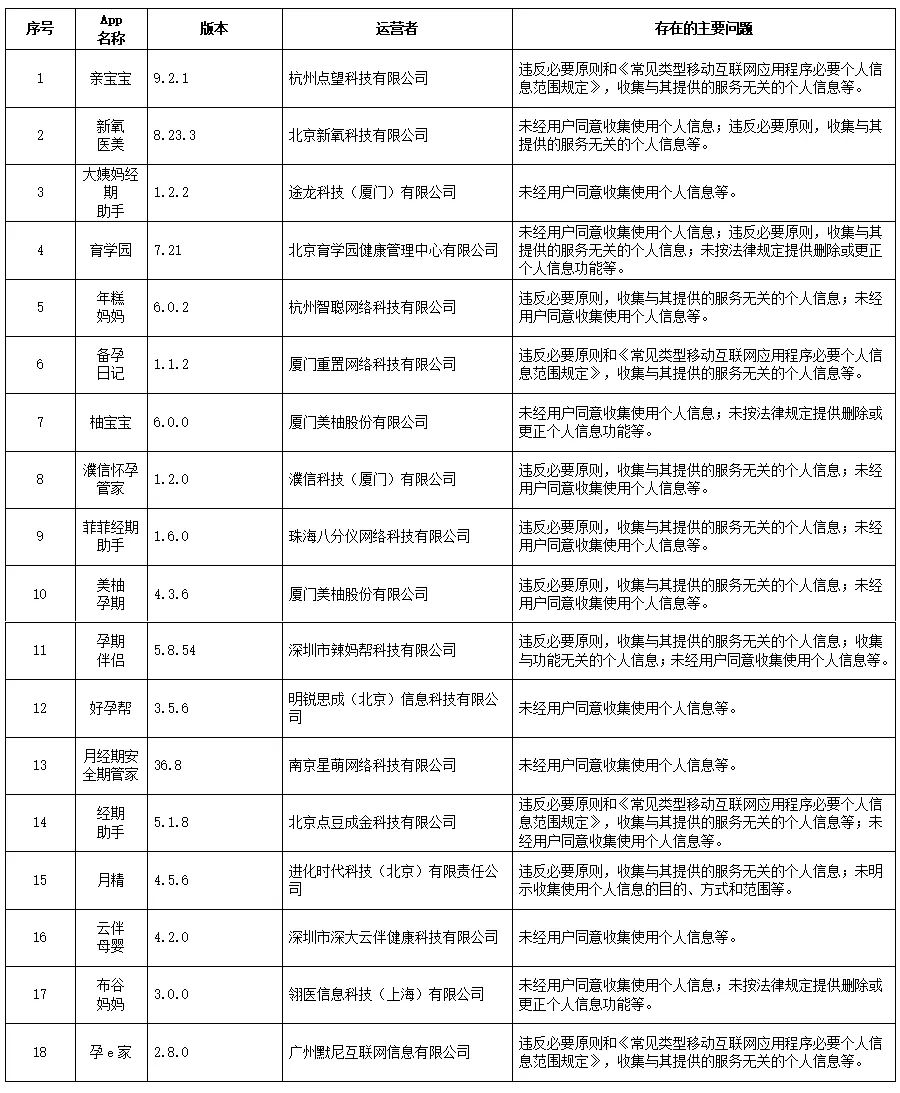 序号
App
名称
版本
运营者
存在的主要问题
1
亲宝宝
9.2.1
杭州点望科技有限公司
违反必要原则和《常见类型移动互联网应用程序必要个人信
息范围规定》，收集与其提供的服务无关的个人信息等。
2
新氧
医美
8.23.3
北京新氧科技有限公司
未经用户同意收集使用个人信息；违反必要原则，收集与其
提供的服务无关的个人信息等。
3
大姨妈经
期
助手
1.2.2
途龙科技（厦门）有限公司
未经用户同意收集使用个人信息等。
4
育学园
7.21
北京育学园健康管理中心有限公司
未经用户同意收集使用个人信息；违反必要原则，收集与其
提供的服务无关的个人信息；未按法律规定提供删除或更正
个人信息功能等。
5
年糕
妈妈
6.0.2
杭州智聪网络科技有限公司
违反必要原则，收集与其提供的服务无关的个人信息；未经
用户同意收集使用个人信息等。
6
备孕
日记
1.1.2
厦门重置网络科技有限公司
违反必要原则和《常见类型移动互联网应用程序必要个人信
息范围规定》，收集与其提供的服务无关的个人信息等。
7
柚宝宝
6.0.0
厦门美柚股份有限公司
未经用户同意收集使用个人信息；未按法律规定提供删除或
更正个人信息功能等。
8
濮信怀孕
管家
1.2.0
濮信科技（厦门）有限公司
违反必要原则，收集与其提供的服务无关的个人信息；未经
用户同意收集使用个人信息等。
9
菲菲经期
助手
1.6.0
珠海八分仪网络科技有限公司
违反必要原则，收集与其提供的服务无关的个人信息；未经
用户同意收集使用个人信息等。
10
美柚
孕期
4.3.6
厦门美柚股份有限公司
违反必要原则，收集与其提供的服务无关的个人信息；未经
用户同意收集使用个人信息等。
11
孕期
伴侣
5.8.54
深圳市辣妈帮科技有限公司
违反必要原则，收集与其提供的服务无关的个人信息；收集
与功能无关的个人信息；未经用户同意收集使用个人信息等。
12
好孕帮
3.5.6
明锐思成（北京）信息科技有限公
司
未经用户同意收集使用个人信息等。
13
月经期安
全期管家
36.8
南京星萌网络科技有限公司
未经用户同意收集使用个人信息等。
14
经期
助手
5.1.8
北京点豆成金科技有限公司
违反必要原则和《常见类型移动互联网应用程序必要个人信
息范围规定》，收集与其提供的服务无关的个人信息等；未
经用户同意收集使用个人信息等。
15
月精
4.5.6
进化时代科技（北京）有限责任公
司
违反必要原则，收集与其提供的服务无关的个人信息；未明
示收集使用个人信息的目的、方式和范围等。
16
云伴
母婴
4.2.0
深圳市深大云伴健康科技有限公司
未经用户同意收集使用个人信息等。
17
布谷
妈妈
3.0.0
翎医信息科技（上海）有限公司
未经用户同意收集使用个人信息；未按法律规定提供删除或
更正个人信息功能等。
18
孕e家
2.8.0
广州默尼互联网信息有限公司
违反必要原则和《常见类型移动互联网应用程序必要个人信
息范围规定》，收集与其提供的服务无关的个人信息等。